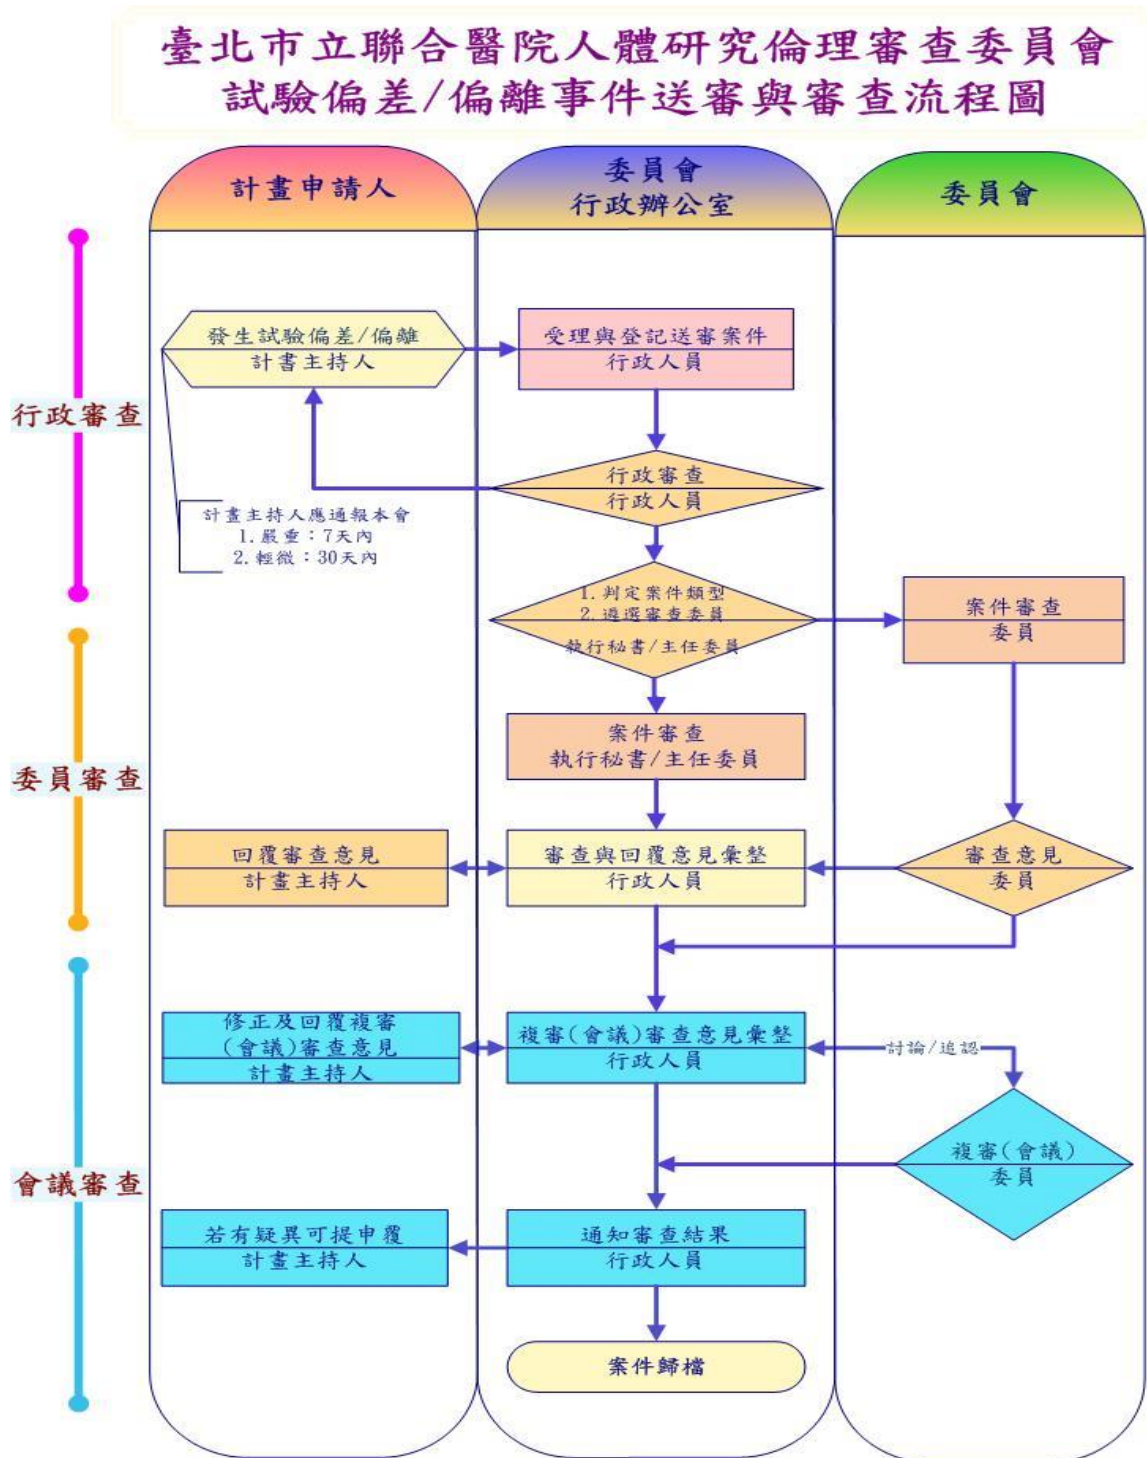 臺北市立聯合醫院人體研究倫理審查委員會
試驗偏差/偏離事件送審與審查流程圖
計畫申請人
委員會
行政辦公室
委員會
行政審查
發生試驗偏差/偏離
計書主持人
受理與登記送審案件
行政人員
行政審查
行政人員
計畫主持人應通報本會
1.嚴重：7天內
2.輕微：30天內
1.判定案件類型
2.遴選審查委員
執行秘書/主任委員
案件審查
委員
委員審查
案件審查
執行秘書/主任委員
回覆審查意見
計畫主持人
審查與回覆意見彙整
行政人員
審查意見
委員
會議審查
修正及回覆複審
(會議)審查意見
計畫主持人
複審(會議)審查意見彙整
行政人員
討論/追認
複審(會議)
委員
若有疑異可提申覆
計畫主持人
通知審查結果
行政人員
案件歸檔